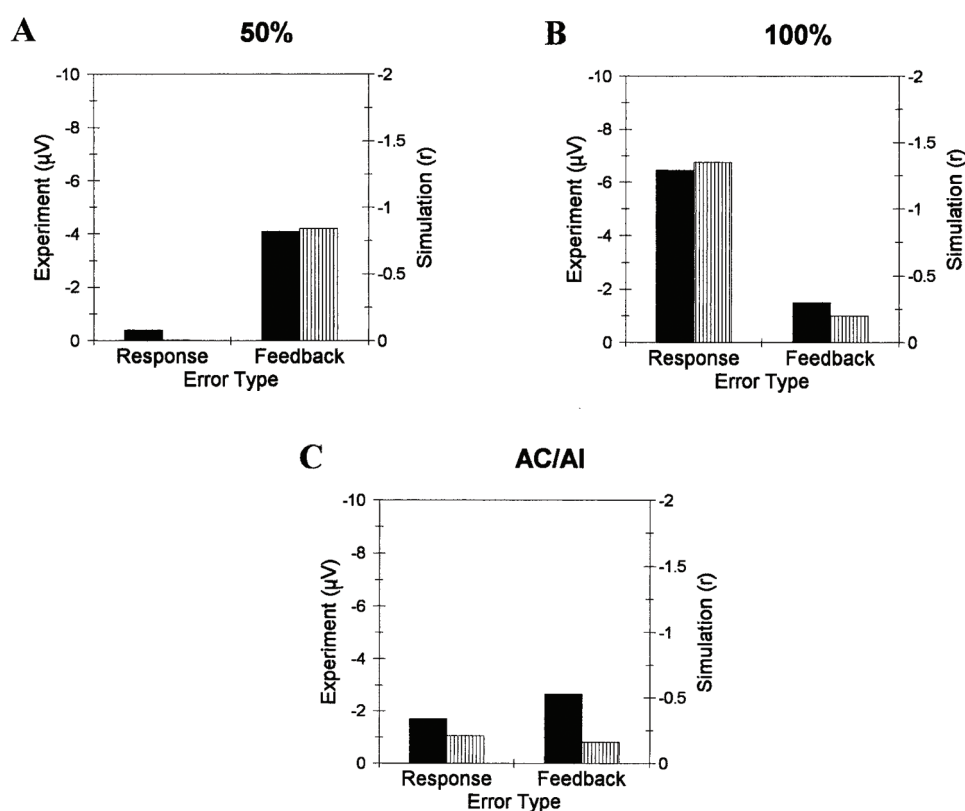 A
50%
-10
-8
-6
-4
-2
0
Experiment (µV)
-2
-1.5
-1
-0.5
0
Simulation (r)
Response Feedback
Error Type
B
100%
-10
-8
-6
-4
-2
0
Experiment (µV)
-2
-1.5
-1
-0.5
0
Simulation (r)
Response Feedback
Error Type
C
AC/AI
-10
-8
-6
-4
-2
0
Experiment (µV)
-2
-1.5
-1
-0.5
0
Simulation (r)
Response Feedback
Error Type